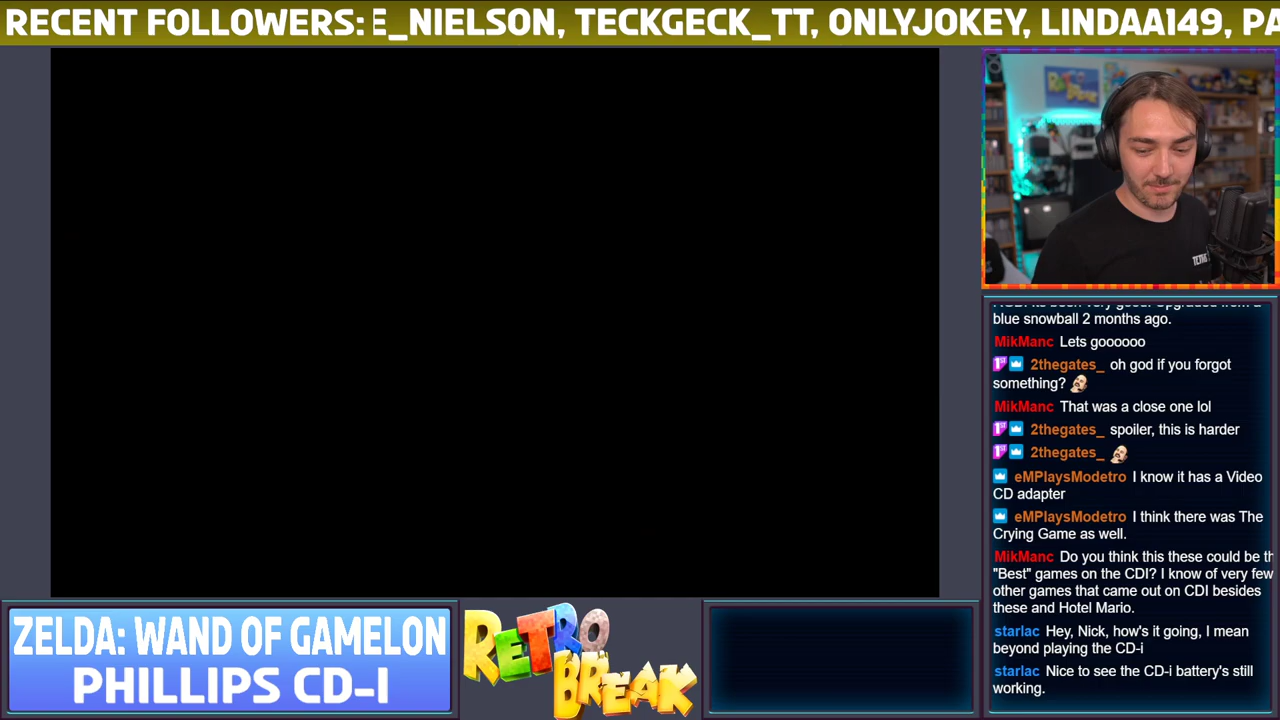 RECENT FOLLOWERS: E_NIELSON, TECKGECK_TT, ONLYJOKEY, LINDAA149, PA
blue snowball 2 months ago.
MikManc Lets goooooo
2thegates_ oh god if you forgot
something?
MikManc That was a close one lol
2thegates_ spoiler, this is harder
2thegates_
eMPlaysModetro I know it has a Video
CD adapter
eMPlaysModetro I think there was The
Crying Game as well.
MikManc Do you think this these could be th
"Best" games on the CDI? I know of very few
other games that came out on CDI besides
these and Hotel Mario.
starlac Hey, Nick, how's it going, I mean
beyond playing the CD-i
starlac Nice to see the CD-i battery's still
working.
ZELDA: WAND OF GAMELON
PHILLIPS CD-I
RETRO
BREAK